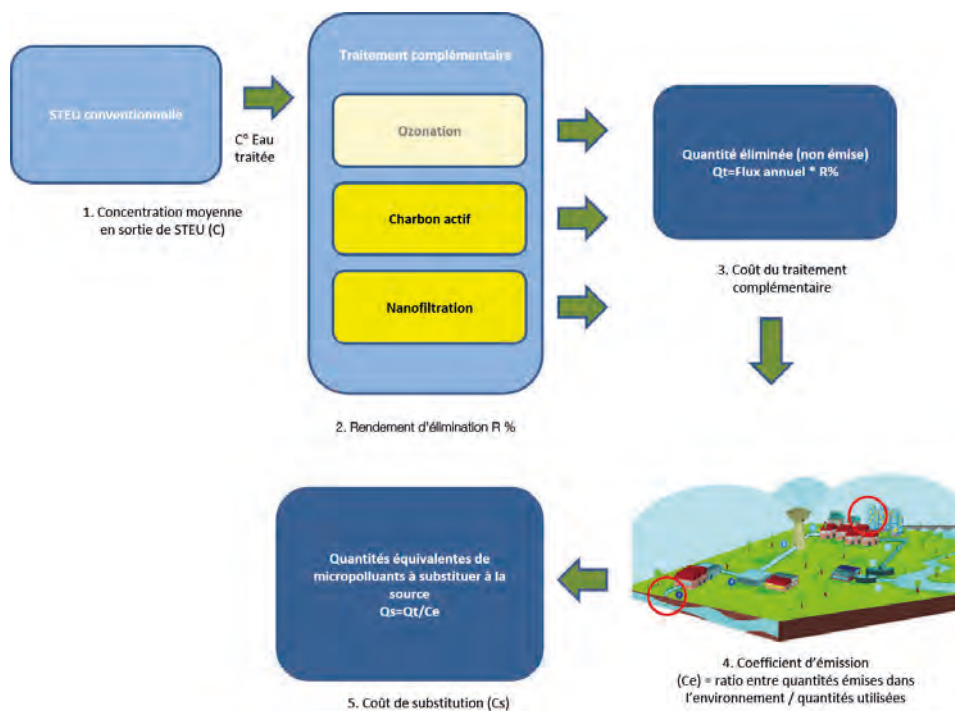 Traitement complémentaire
STEU conventionnelle
C° Eau
traitée
Ozonation
Charbon actif
Nanofiltration
Quantité éliminée (non émise)
Qt=Flux annuel * R%
1. Concentration moyenne
en sortie de STEU (C)
3. Coût du traitement
complémentaire
2. Rendement d'élimination R %
Quantités équivalentes de
micropolluants à substituer à la
source
Qs=Qt/Ce
4. Coefficient d'émission
(Ce) = ratio entre quantités émises dans
l'environnement / quantités utilisées
5. Coût de substitution (Cs)